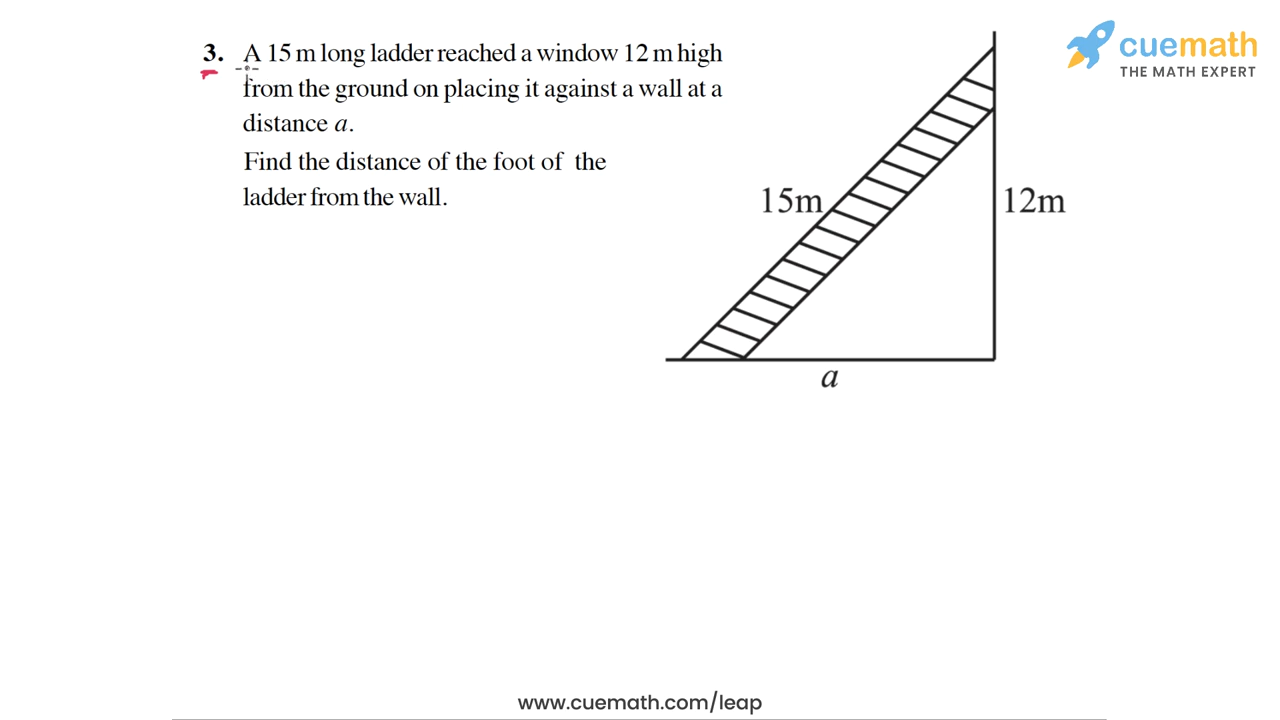 3. A 15 m long ladder reached a window 12 m high
from the ground on placing it against a wall at a
distance a.
Find the distance of the foot of the
ladder from the wall.
15m
12m
a
cuemath
THE MATH EXPERT
www.cuemath.com/leap